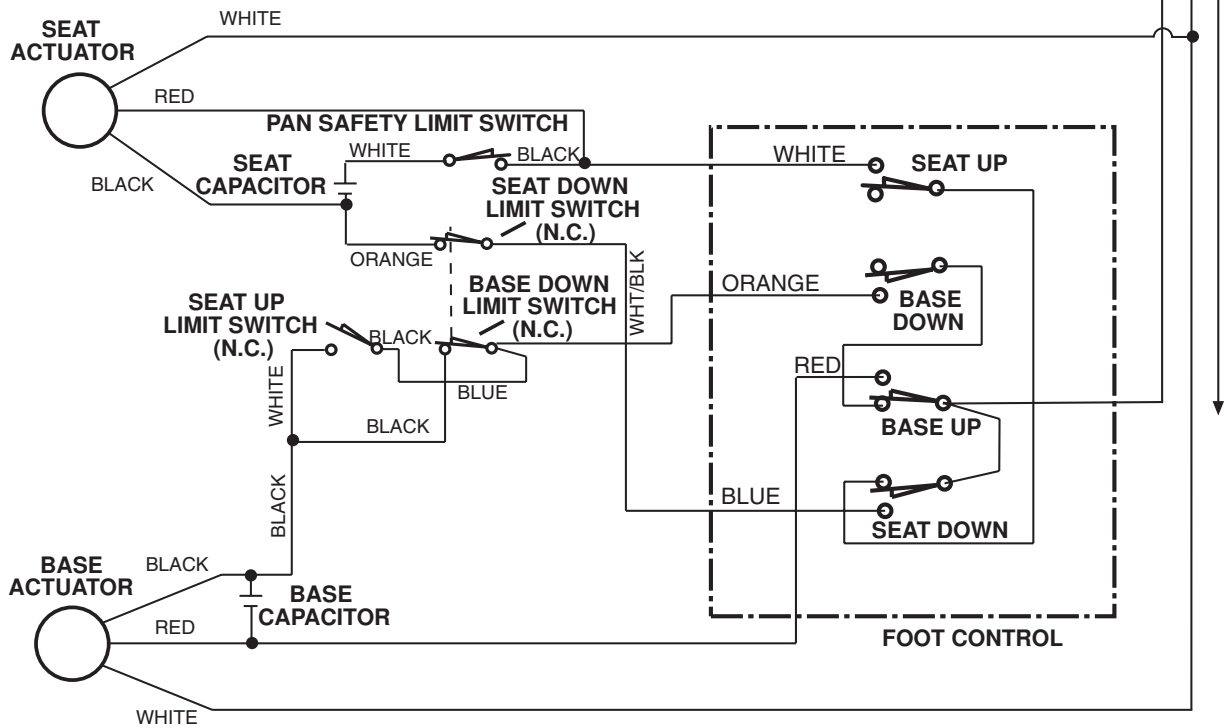 WHITE
SEAT
ACTUATOR
RED
PAN SAFETY LIMIT SWITCH
WHITE
BLACK
WHITE
SEAT UP
SEAT
CAPACITOR
BLACK
SEAT DOWN
LIMIT SWITCH
(N.C.)
ORANGE
WHT/BLK
ORANGE
BASE
DOWN
BASE DOWN
LIMIT SWITCH
(N.C.)
SEAT UP
LIMIT SWITCH
(N.C.)
BLACK
BLUE
WHITE
BLACK
RED
BASE UP
BLUE
SEAT DOWN
BLACK
BASE
ACTUATOR
BLACK
BASE
CAPACITOR
RED
FOOT CONTROL
WHITE